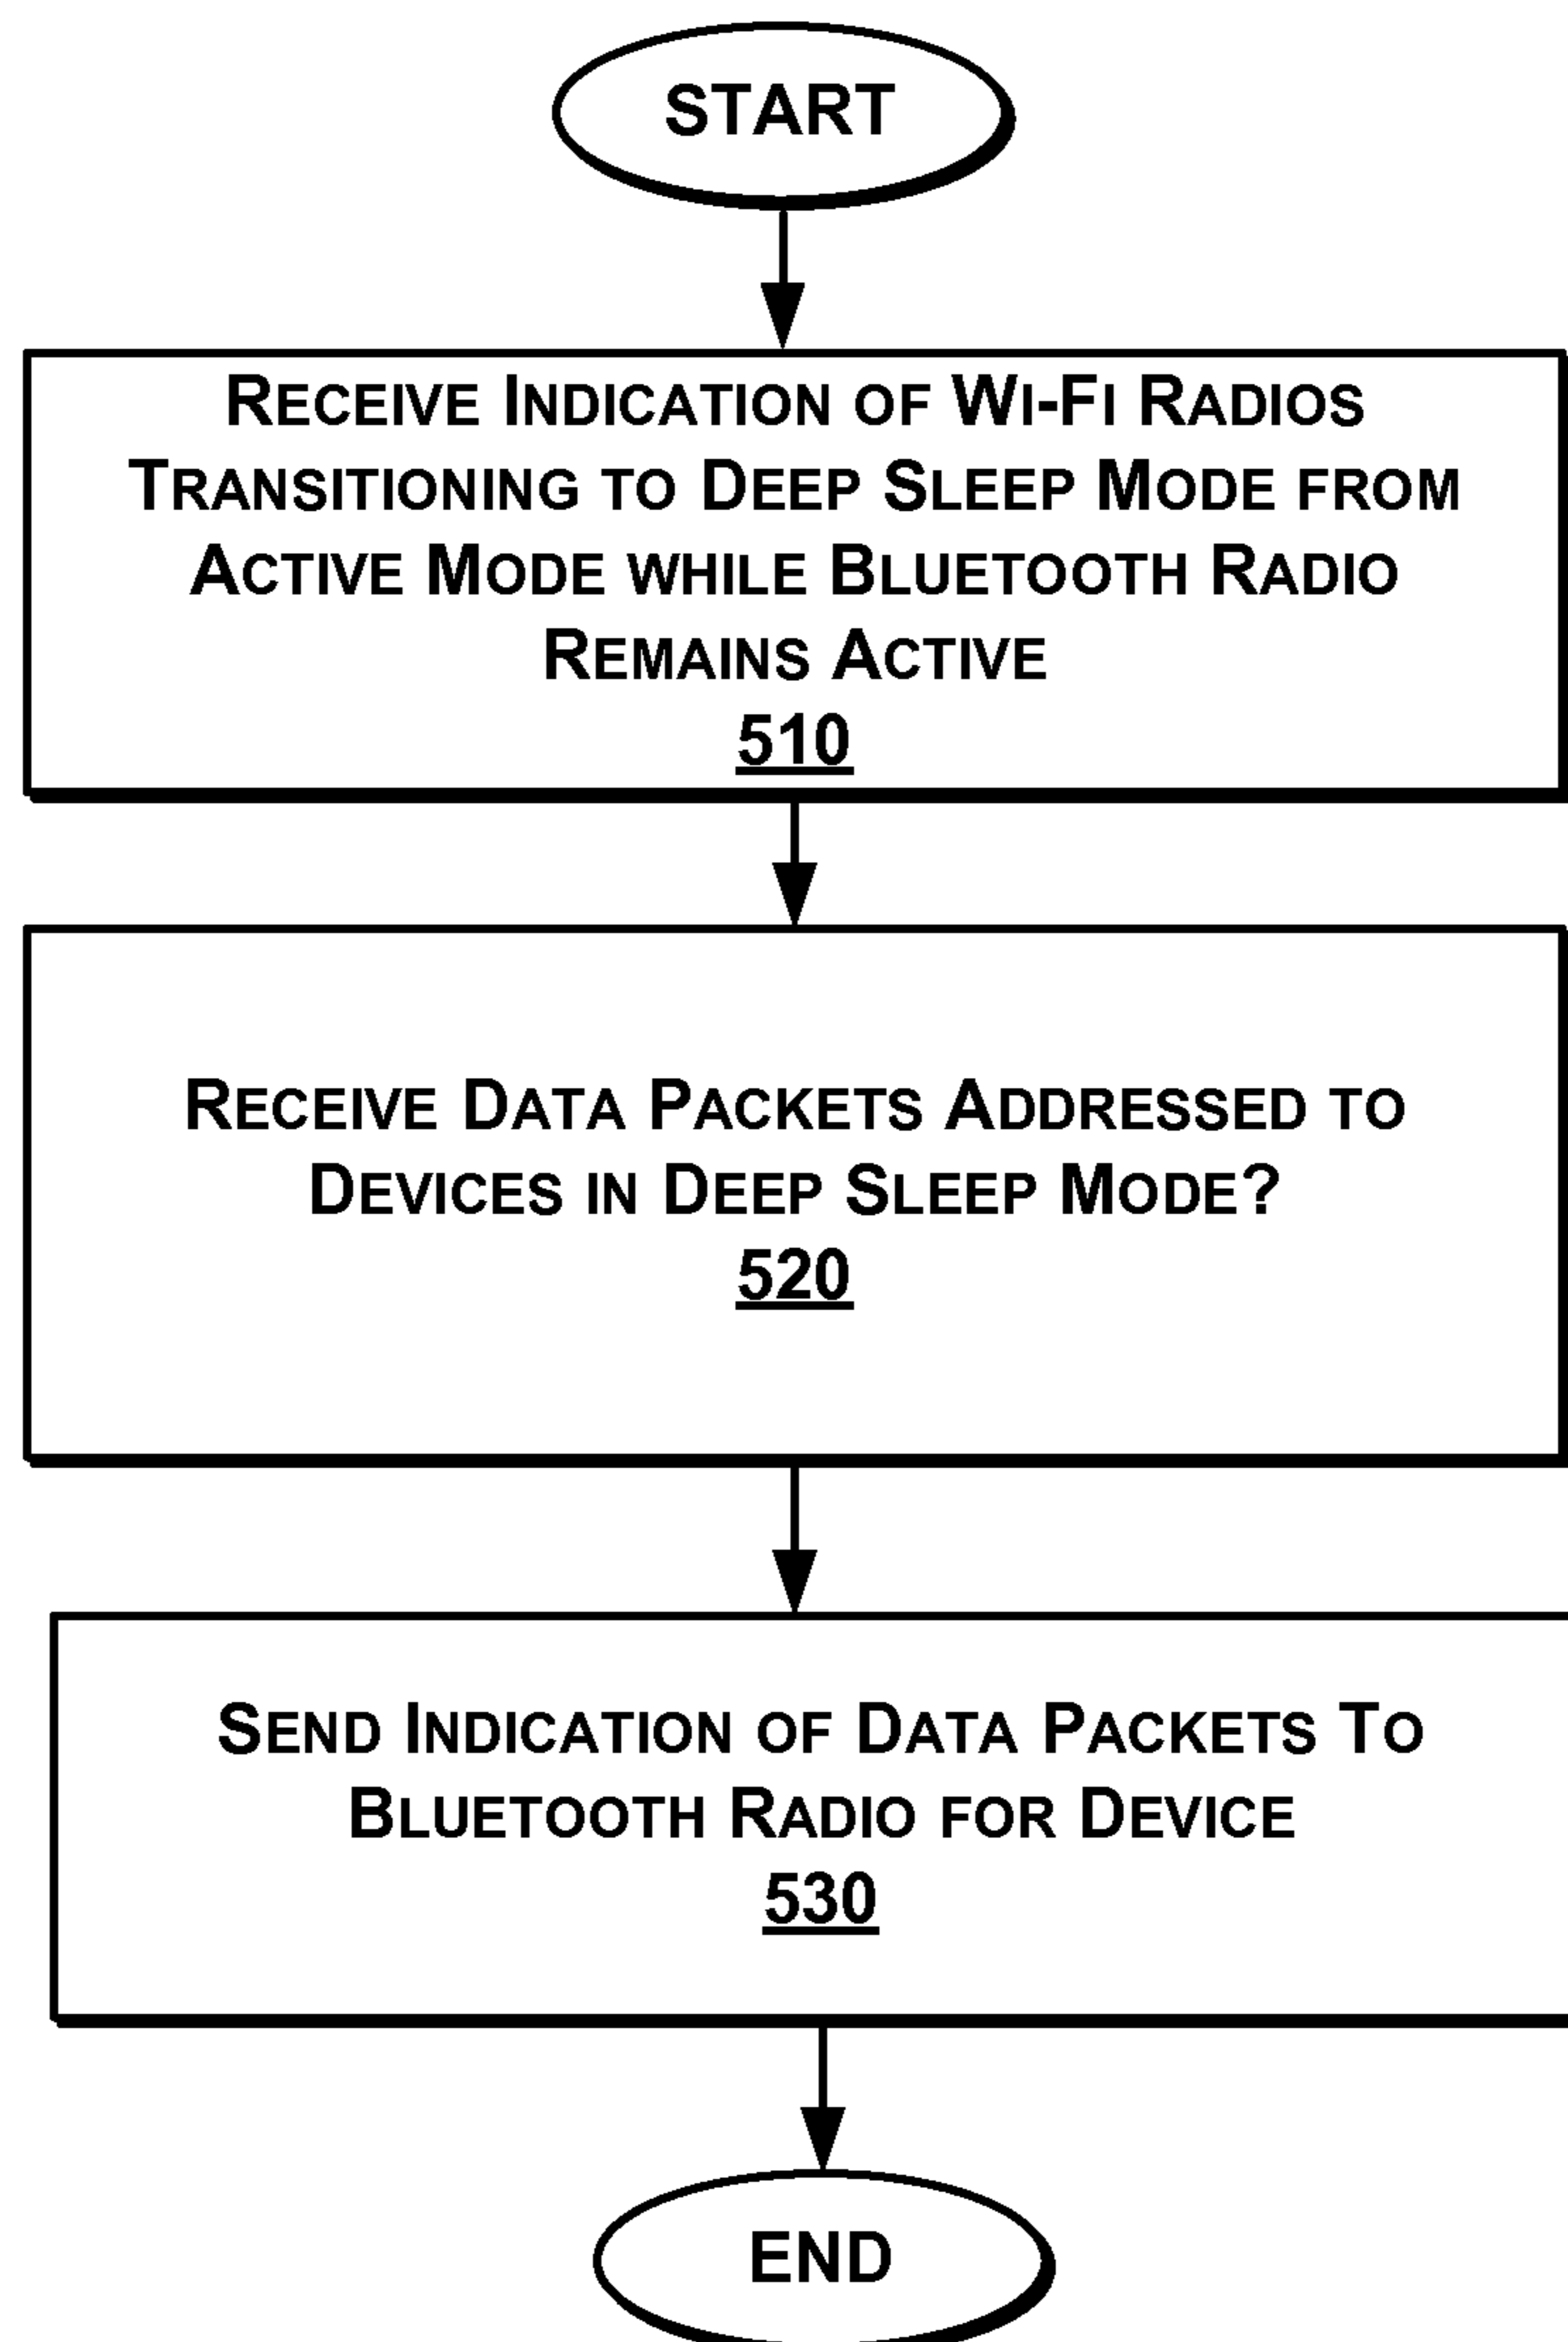 START
RECEIVE INDICATION OF WI-FI RADIOS
TRANSITIONING TO DEEP SLEEP MODE FROM
ACTIVE MODE WHILE BLUETOOTH RADIO
REMAINS ACTIVE
510
RECEIVE DATA PACKETS ADDRESSED TO
DEVICES IN DEEP SLEEP MODE?
520
SEND INDICATION OF DATA PACKETS TO
BLUETOOTH RADIO FOR DEVICE
530
END